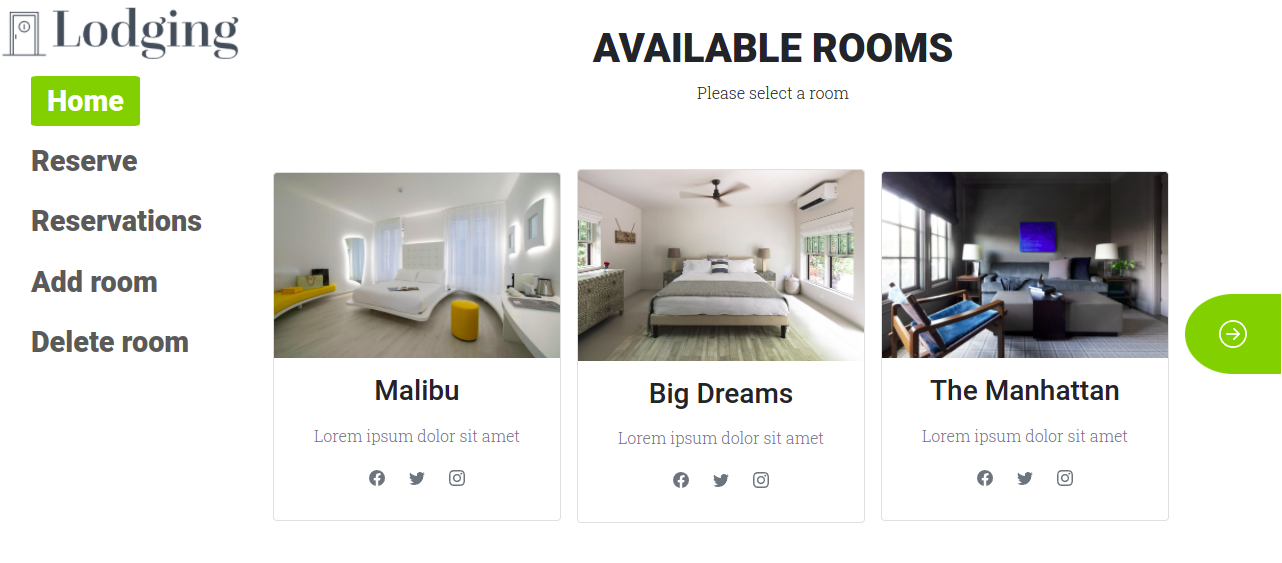 Lodging
Home
Reserve
Reservations
Add room
Delete room
AVAILABLE ROOMS
Please select a room
Malibu
Lorem ipsum dolor sit amet
Big Dreams
Lorem ipsum dolor sit amet
The Manhattan
Lorem ipsum dolor sit amet